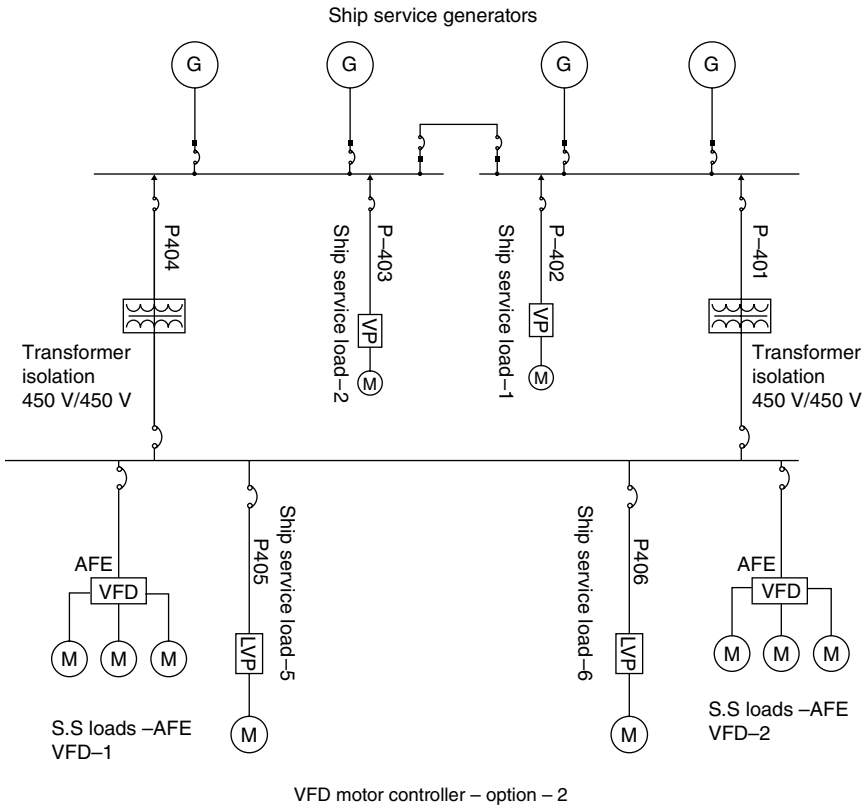 Ship service generators
G
G
G
G
P404
P–403
Ship service load–2
P–402
Ship service load–1
P–401
VP
VP
M
M
Transformer
isolation
450 V/450 V
Transformer
isolation
450 V/450 V
AFE
VFD
M
M
M
S.S loads –AFE
VFD–1
P405
Ship service load–5
LVP
M
P406
Ship service load–6
LVP
M
AFE
VFD
M
M
M
S.S loads –AFE
VFD–2
VFD motor controller – option – 2